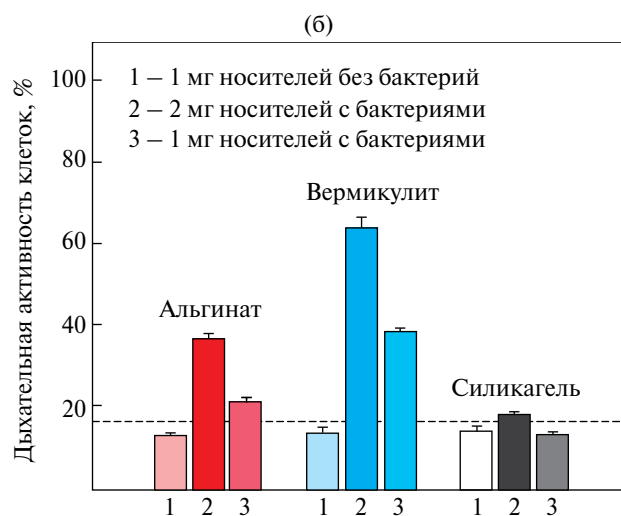 (б)
Дыхательная активность клеток, %
100
80
60
40
20
1 – 1 мг носителей без бактерий
2 – 2 мг носителей с бактериями
3 – 1 мг носителей с бактериями
Вермикулит
Альгинат
Силикагель
1 2 3 1 2 3 1 2 3